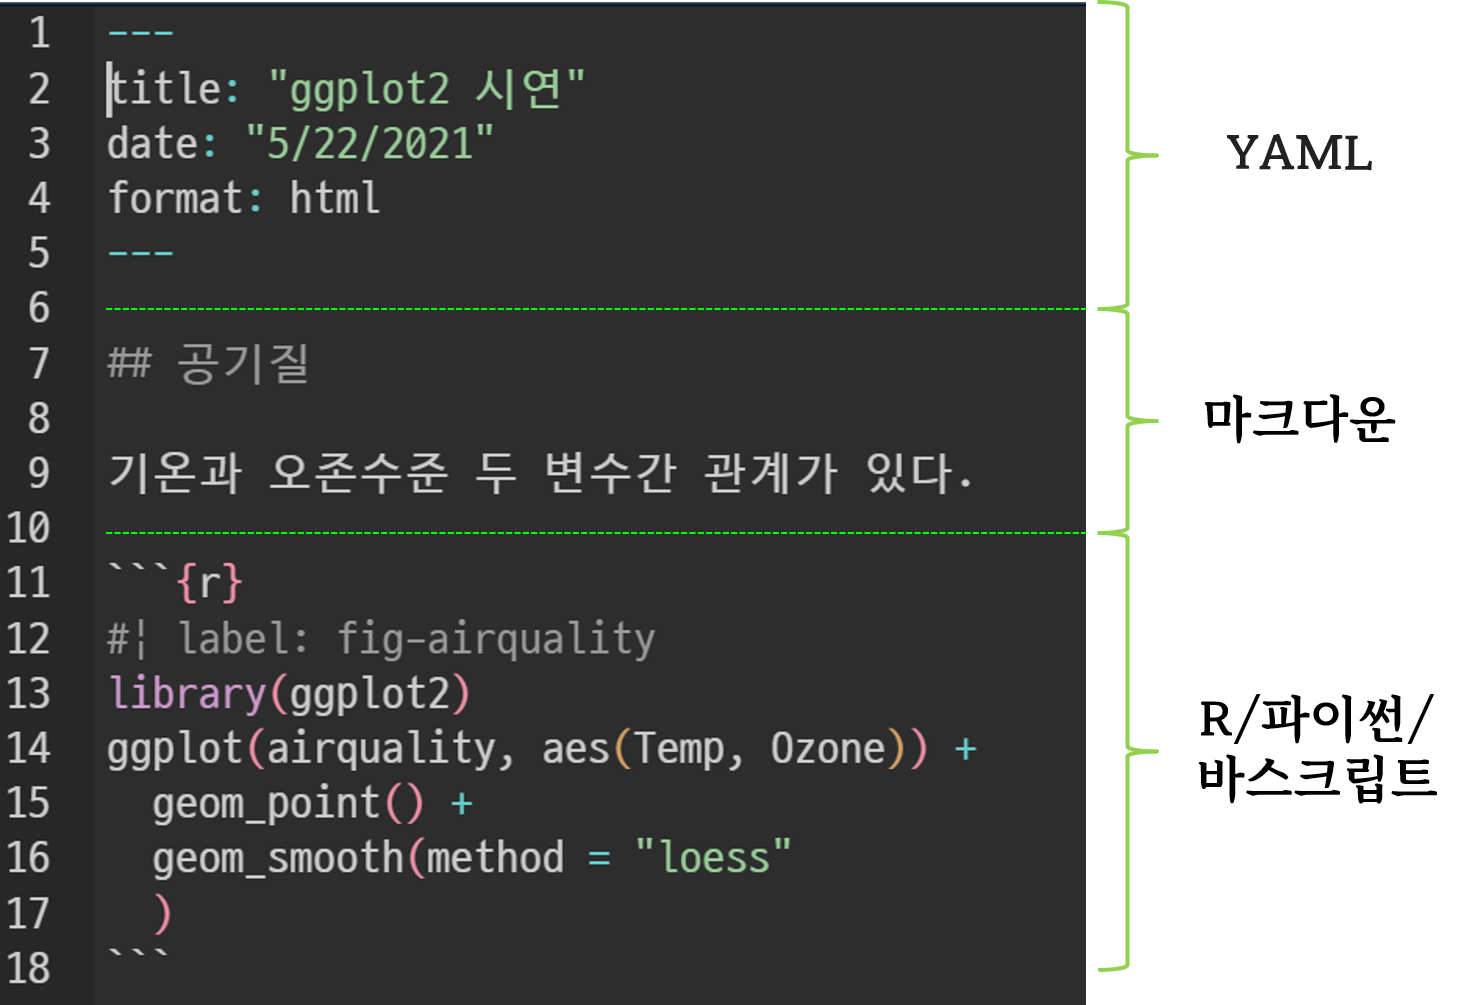 1 ---
2 title: "ggplot2 시연"
3 date: "5/22/2021"
4 format: html
5 ---
6
7 ## 공기질
8
9 기온과 오존수준 두 변수간 관계가 있다.
10
11 ```{r}
12 #¦ label: fig-airquality
13 library(ggplot2)
14 ggplot(airquality, aes(Temp, Ozone)) +
15   geom_point() +
16   geom_smooth(method = "loess"
17   )
18 ```
YAML
마크다운
R/파이썬/
바스크립트